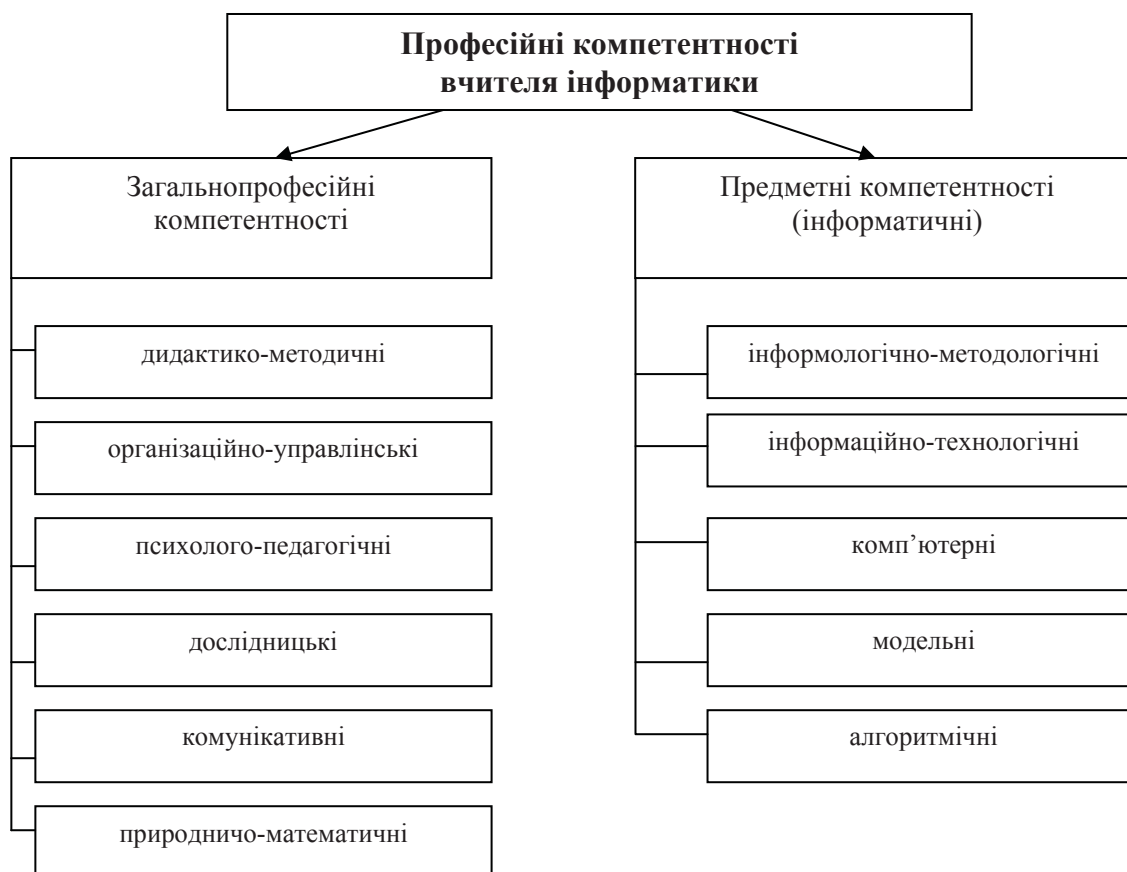 Професійні компетентності
вчителя інформатики
Загальнопрофесійні
компетентності
дидактико-методичні
організаційно-управлінські
психолого-педагогічні
дослідницькі
комунікативні
природничо-математичні
Предметні компетентності
(інформатичні)
інформологічно-методологічні
інформаційно-технологічні
комп’ютерні
модельні
алгоритмічні